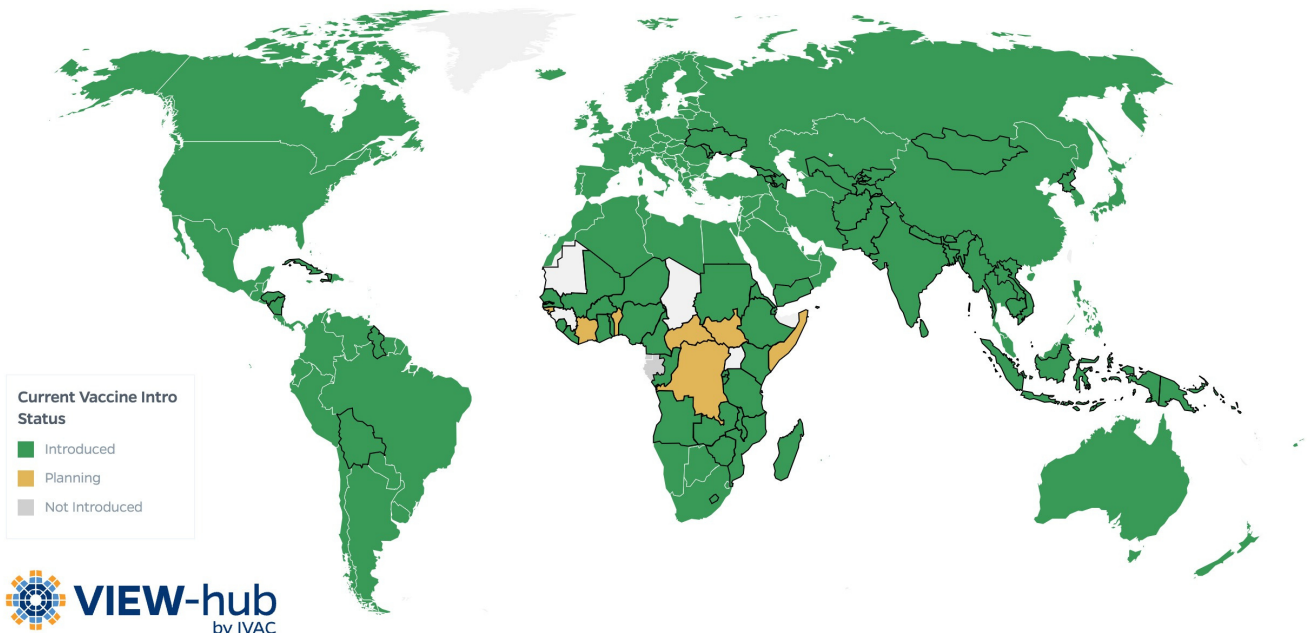 Current Vaccine Intro
Status
Introduced
Planning
Not Introduced
VIEW-hub
by IVAC